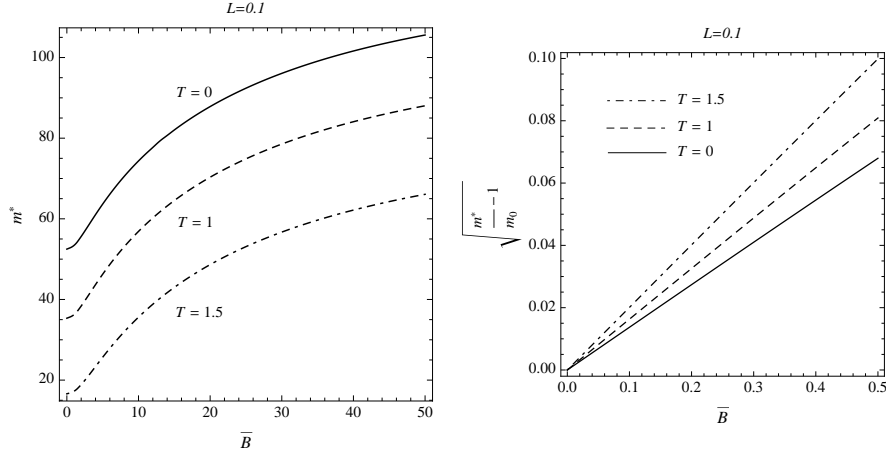 L=0.1
100
80
60
40
20
m*
T = 0
T = 1
T = 1.5
0 10 20 30 40 50
B̅
L=0.1
0.10
0.08
0.06
0.04
0.02
0.00
√(m*/m₀ −1)
T = 1.5
T = 1
T = 0
0.0 0.1 0.2 0.3 0.4 0.5
B̅